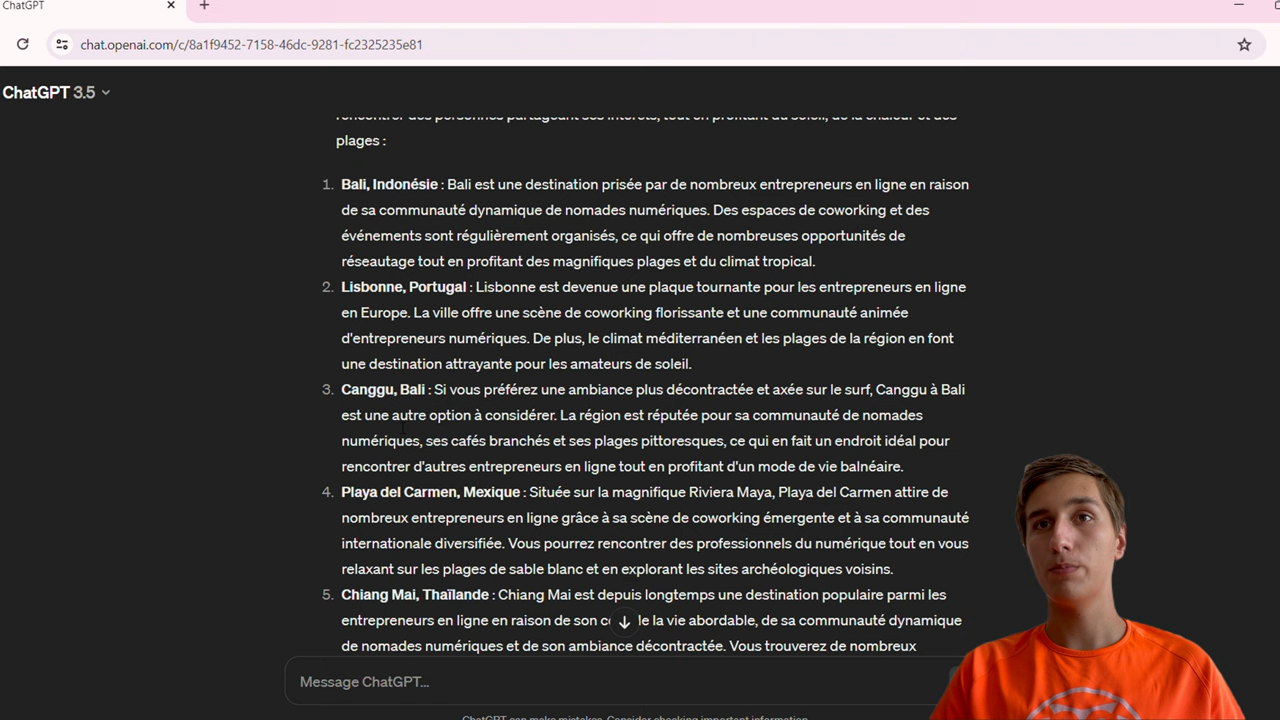 ChatGPT
chat.openai.com/c/8a1f9452-7158-46dc-9281-fc2325235e81
ChatGPT 3.5
rencontrer des personnes partageant ses intérêts, tout en profitant du soleil, de la chaleur et des
plages :
1. Bali, Indonésie : Bali est une destination prisée par de nombreux entrepreneurs en ligne en raison
de sa communauté dynamique de nomades numériques. Des espaces de coworking et des
événements sont régulièrement organisés, ce qui offre de nombreuses opportunités de
réseautage tout en profitant des magnifiques plages et du climat tropical.
2. Lisbonne, Portugal : Lisbonne est devenue une plaque tournante pour les entrepreneurs en ligne
en Europe. La ville offre une scène de coworking florissante et une communauté animée
d'entrepreneurs numériques. De plus, le climat méditerranéen et les plages de la région en font
une destination attrayante pour les amateurs de soleil.
3. Canggu, Bali : Si vous préférez une ambiance plus décontractée et axée sur le surf, Canggu à Bali
est une autre option à considérer. La région est réputée pour sa communauté de nomades
numériques, ses cafés branchés et ses plages pittoresques, ce qui en fait un endroit idéal pour
rencontrer d'autres entrepreneurs en ligne tout en profitant d'un mode de vie balnéaire.
4. Playa del Carmen, Mexique : Située sur la magnifique Riviera Maya, Playa del Carmen attire de
nombreux entrepreneurs en ligne grâce à sa scène de coworking émergente et à sa communauté
internationale diversifiée. Vous pourrez rencontrer des professionnels du numérique tout en vous
relaxant sur les plages de sable blanc et en explorant les sites archéologiques voisins.
5. Chiang Mai, Thaïlande : Chiang Mai est depuis longtemps une destination populaire parmi les
entrepreneurs en ligne en raison de son de la vie abordable, de sa communauté dynamique
de nomades numériques et de son ambiance décontractée. Vous trouverez de nombreux
Message ChatGPT...
ChatGPT can make mistakes. Consider checking important information.